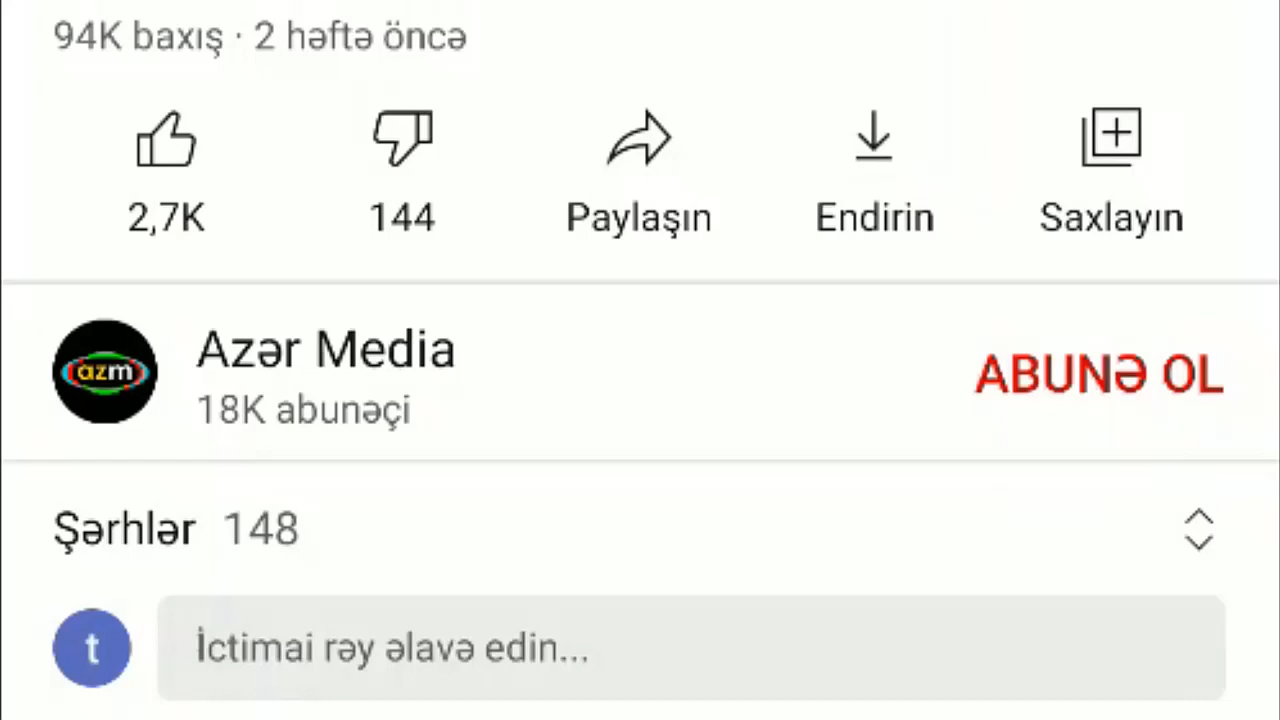 94K baxış · 2 həftə öncə
2,7K 144 Paylaşın Endirin Saxlayın
azm
Azər Media
18K abunəçi
ABUNƏ OL
Şərhlər 148
t
İctimai rəy əlavə edin...